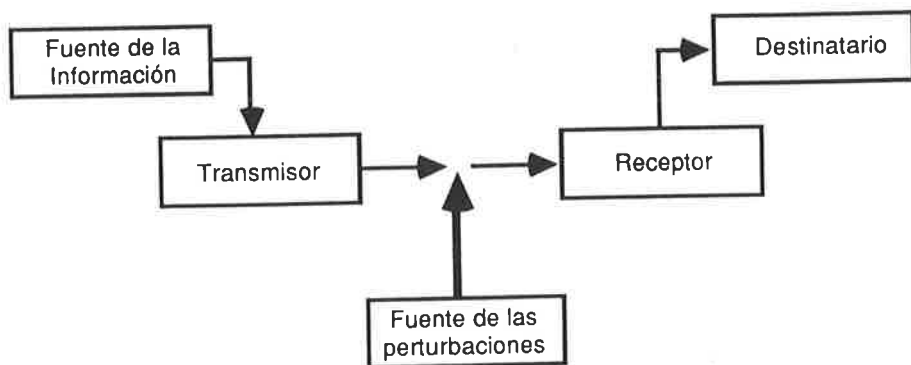 Fuente de la
Información
Destinatario
Transmisor
Receptor
Fuente de las
perturbaciones